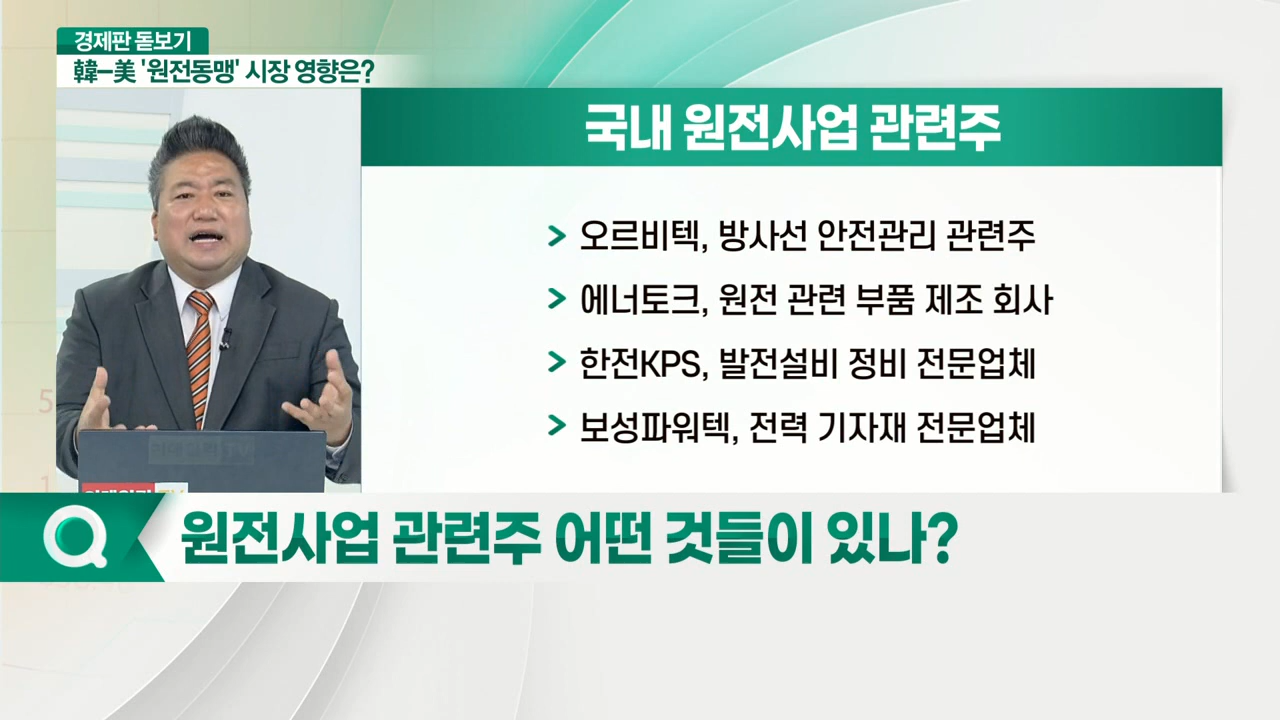 경제판 돋보기
韓-美 '원전동맹' 시장 영향은?
국내 원전사업 관련주
> 오르비텍, 방사선 안전관리 관련주
> 에너토크, 원전 관련 부품 제조 회사
> 한전KPS, 발전설비 정비 전문업체
> 보성파워텍, 전력 기자재 전문업체
5
1
Q 원전사업 관련주 어떤 것들이 있나?